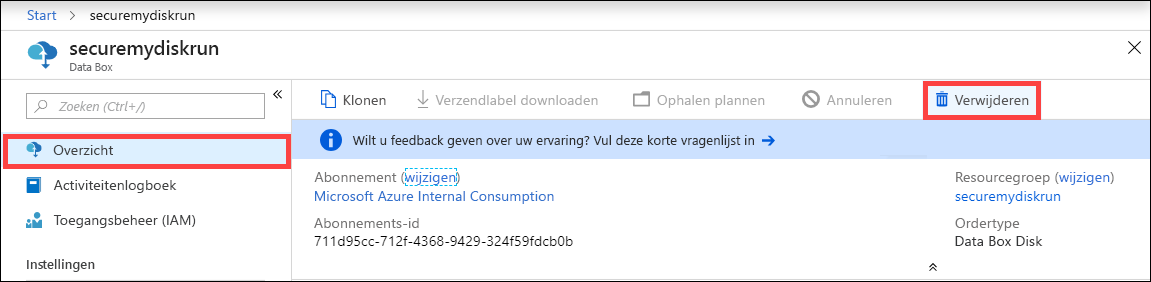 Start > securemydiskrun
securemydiskrun
Data Box
Zoeken (Ctrl+/)
«
Overzicht
Activiteitenlogboek
Toegangsbeheer (IAM)
Instellingen
Klonen Verzendlabel downloaden Ophalen plannen Annuleren Verwijderen
Wilt u feedback geven over uw ervaring? Vul deze korte vragenlijst in →
Abonnement (wijzigen)
Microsoft Azure Internal Consumption
Abonnements-id
711d95cc-712f-4368-9429-324f59fdcb0b
Resourcegroep (wijzigen)
securemydiskrun
Ordertype
Data Box Disk